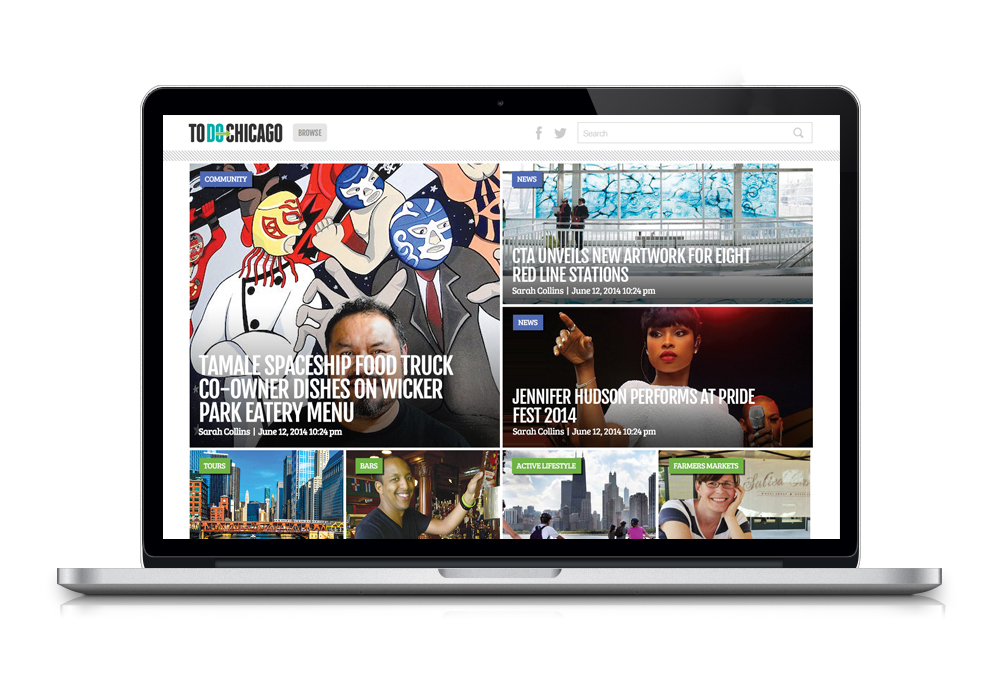 TO DO CHICAGO
BROWSE
Search
COMMUNITY
TAMALE SPACESHIP FOOD TRUCK
CO-OWNER DISHES ON WICKER
PARK EATERY MENU
Sarah Collins | June 12, 2014 10:24 pm
NEWS
CTA UNVEILS NEW ARTWORK FOR EIGHT
RED LINE STATIONS
Sarah Collins | June 12, 2014 10:24 pm
NEWS
JENNIFER HUDSON PERFORMS AT PRIDE
FEST 2014
Sarah Collins | June 12, 2014 10:24 pm
TOURS
BARS
ACTIVE LIFESTYLE
FARMERS MARKETS